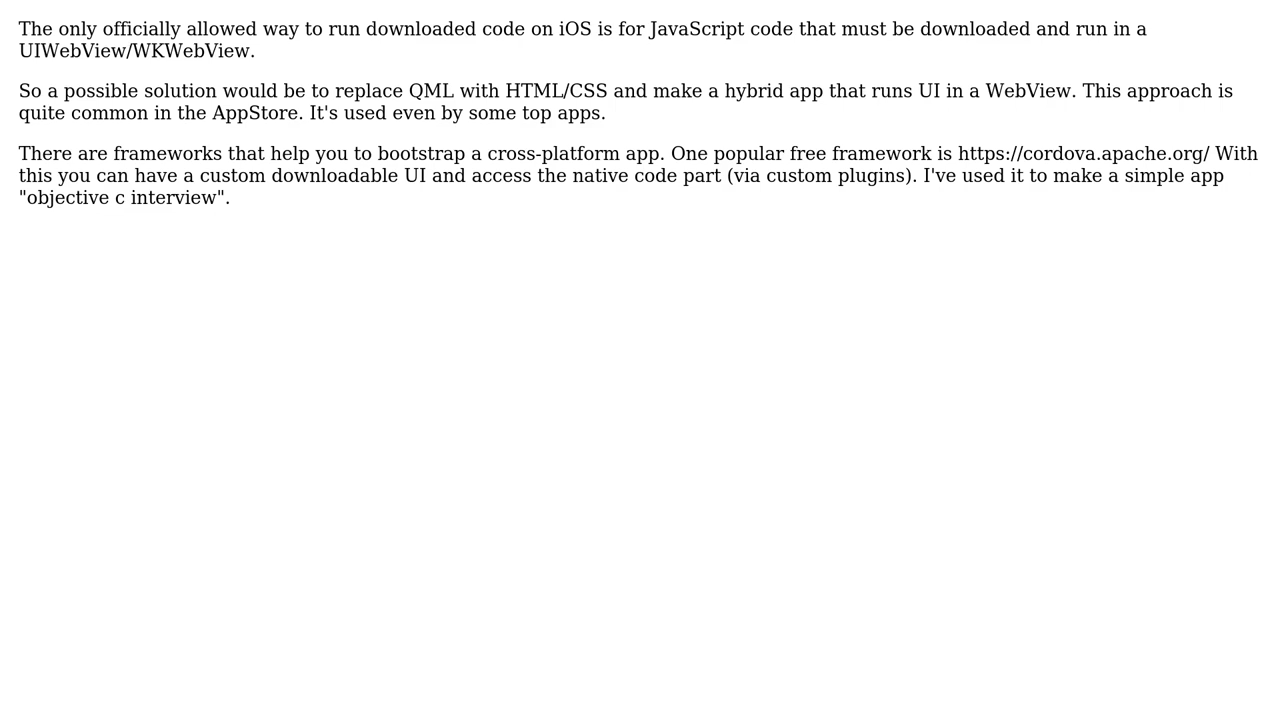 The only officially allowed way to run downloaded code on iOS is for JavaScript code that must be downloaded and run in a
UIWebView/WKWebView.
So a possible solution would be to replace QML with HTML/CSS and make a hybrid app that runs UI in a WebView. This approach is
quite common in the AppStore. It's used even by some top apps.
There are frameworks that help you to bootstrap a cross-platform app. One popular free framework is https://cordova.apache.org/ With
this you can have a custom downloadable UI and access the native code part (via custom plugins). I've used it to make a simple app
"objective c interview".